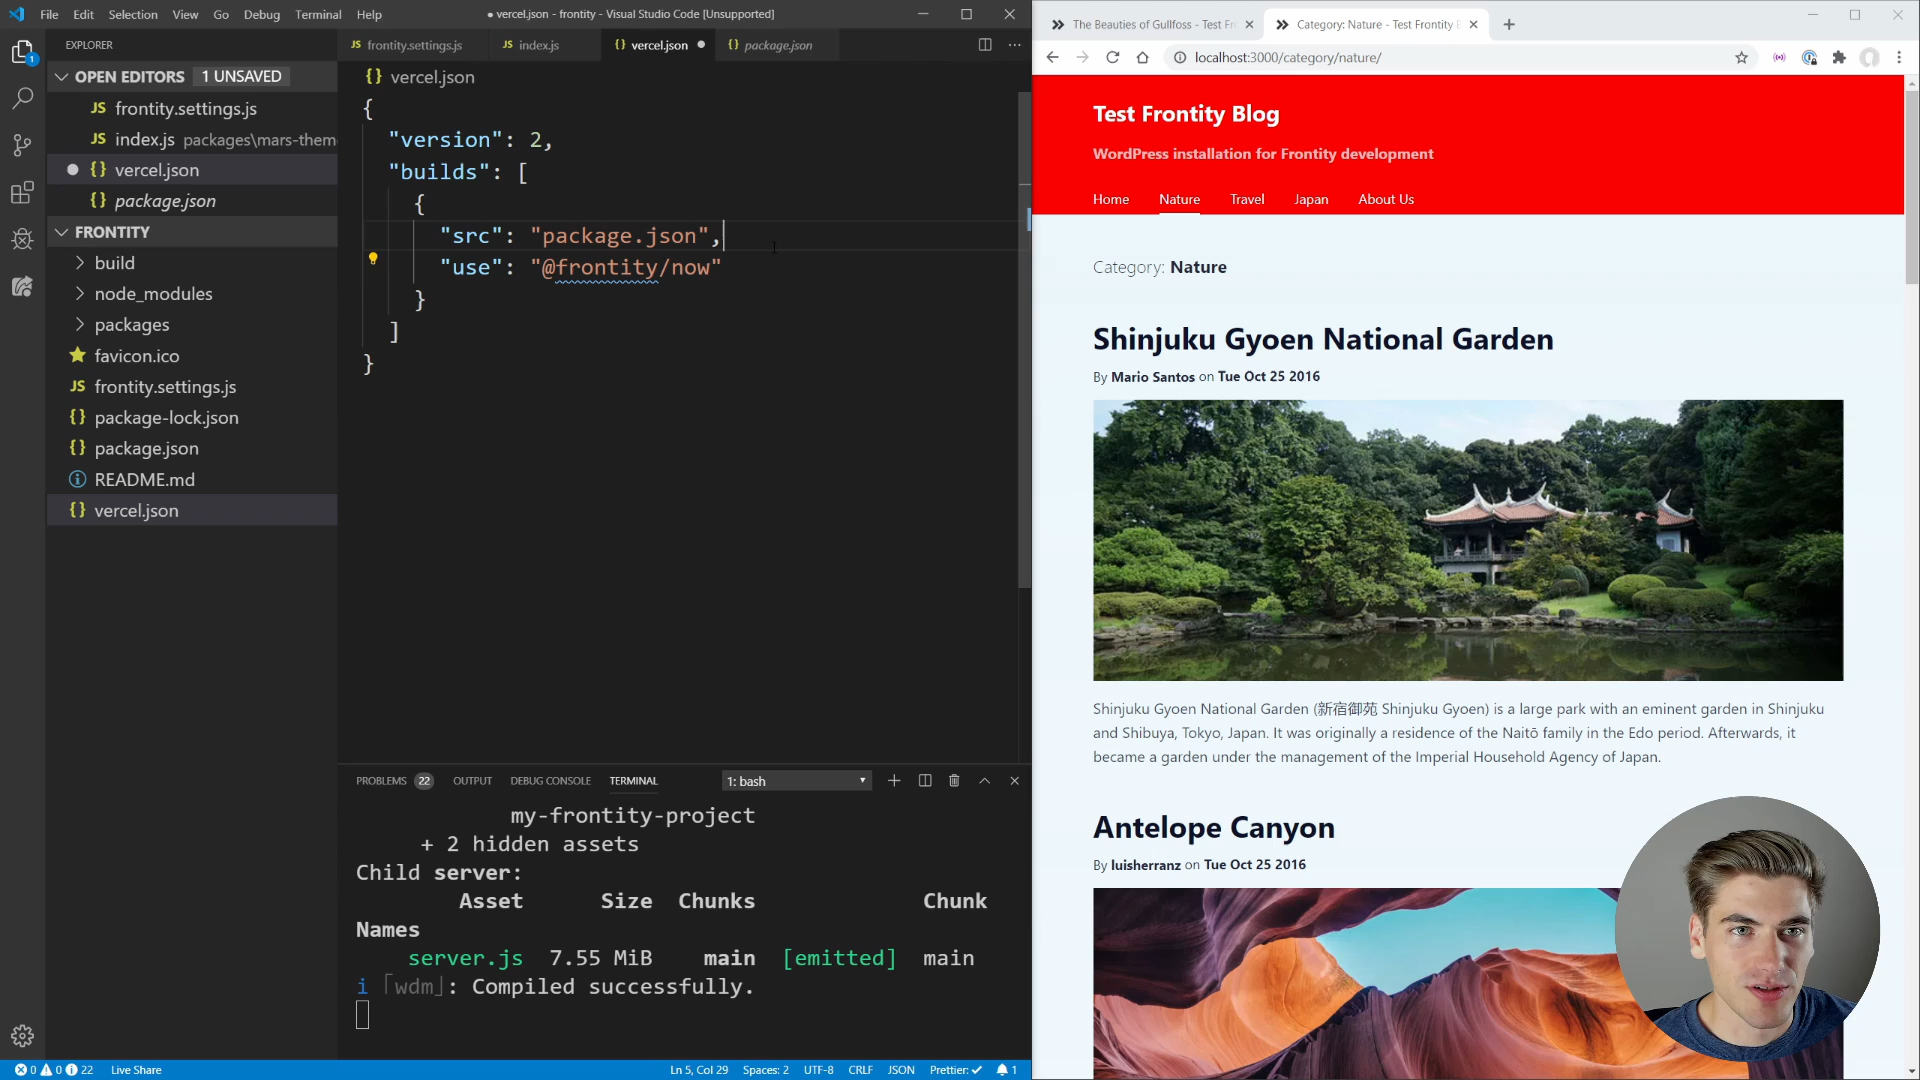 File Edit Selection View Go Debug Terminal Help
● vercel.json - frontity - Visual Studio Code [Unsupported]
EXPLORER
OPEN EDITORS 1 UNSAVED
JS frontity.settings.js
JS index.js packages\mars-them
{} vercel.json
{} package.json
FRONTITY
build
node_modules
packages
favicon.ico
JS frontity.settings.js
{} package-lock.json
{} package.json
README.md
{} vercel.json
JS frontity.settings.js
JS index.js
{} vercel.json
{} package.json
{} vercel.json
{
"version": 2,
"builds": [
{
"src": "package.json",
"use": "@frontity/now"
}
]
}
PROBLEMS 22 OUTPUT DEBUG CONSOLE TERMINAL 1: bash
my-frontity-project
+ 2 hidden assets
Child server:
Asset Size Chunks Chunk
Names
server.js 7.55 MiB main [emitted] main
i ｢wdm｣: Compiled successfully.
0 0 22 Live Share
Ln 5, Col 29 Spaces: 2 UTF-8 CRLF JSON Prettier: ✓ 1
The Beauties of Gullfoss - Test Fr
Category: Nature - Test Frontity B
localhost:3000/category/nature/
Test Frontity Blog
WordPress installation for Frontity development
Home Nature Travel Japan About Us
Category: Nature
Shinjuku Gyoen National Garden
By Mario Santos on Tue Oct 25 2016
Shinjuku Gyoen National Garden (新宿御苑 Shinjuku Gyoen) is a large park with an eminent garden in Shinjuku
and Shibuya, Tokyo, Japan. It was originally a residence of the Naitō family in the Edo period. Afterwards, it
became a garden under the management of the Imperial Household Agency of Japan.
Antelope Canyon
By luisherranz on Tue Oct 25 2016